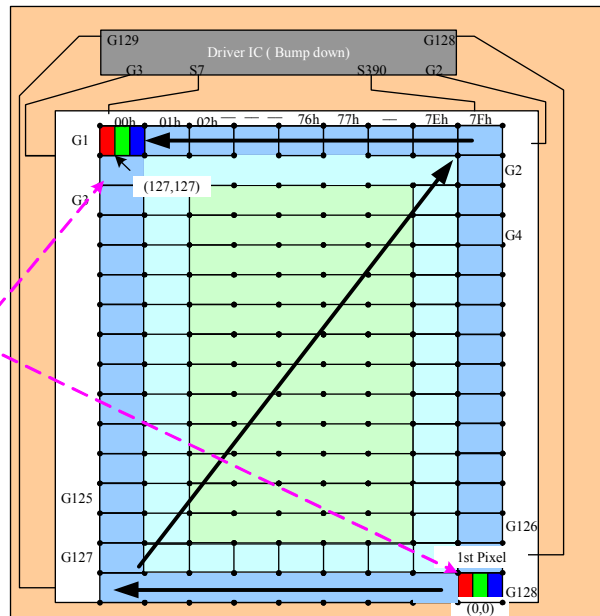 G129 G128
Driver IC ( Bump down)
G3 S7 S390 G2
00h 01h 02h 76h 77h 7Eh 7Fh
G1
G2
(127,127)
G3
G4
G125
G126
G127
1st Pixel
G128
(0,0)